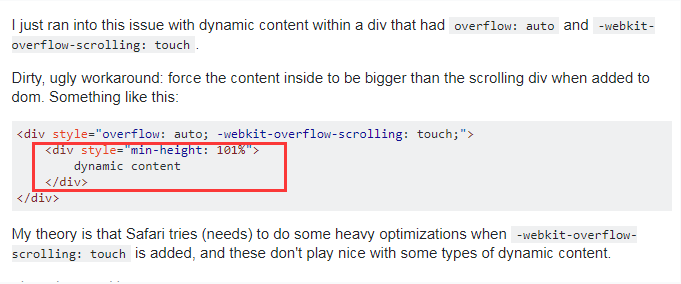 I just ran into this issue with dynamic content within a div that had overflow: auto and -webkit-
overflow-scrolling: touch .
Dirty, ugly workaround: force the content inside to be bigger than the scrolling div when added to
dom. Something like this:
<div style="overflow: auto; -webkit-overflow-scrolling: touch;">
<div style="min-height: 101%">
dynamic content
</div>
</div>
My theory is that Safari tries (needs) to do some heavy optimizations when -webkit-overflow-
scrolling: touch is added, and these don't play nice with some types of dynamic content.